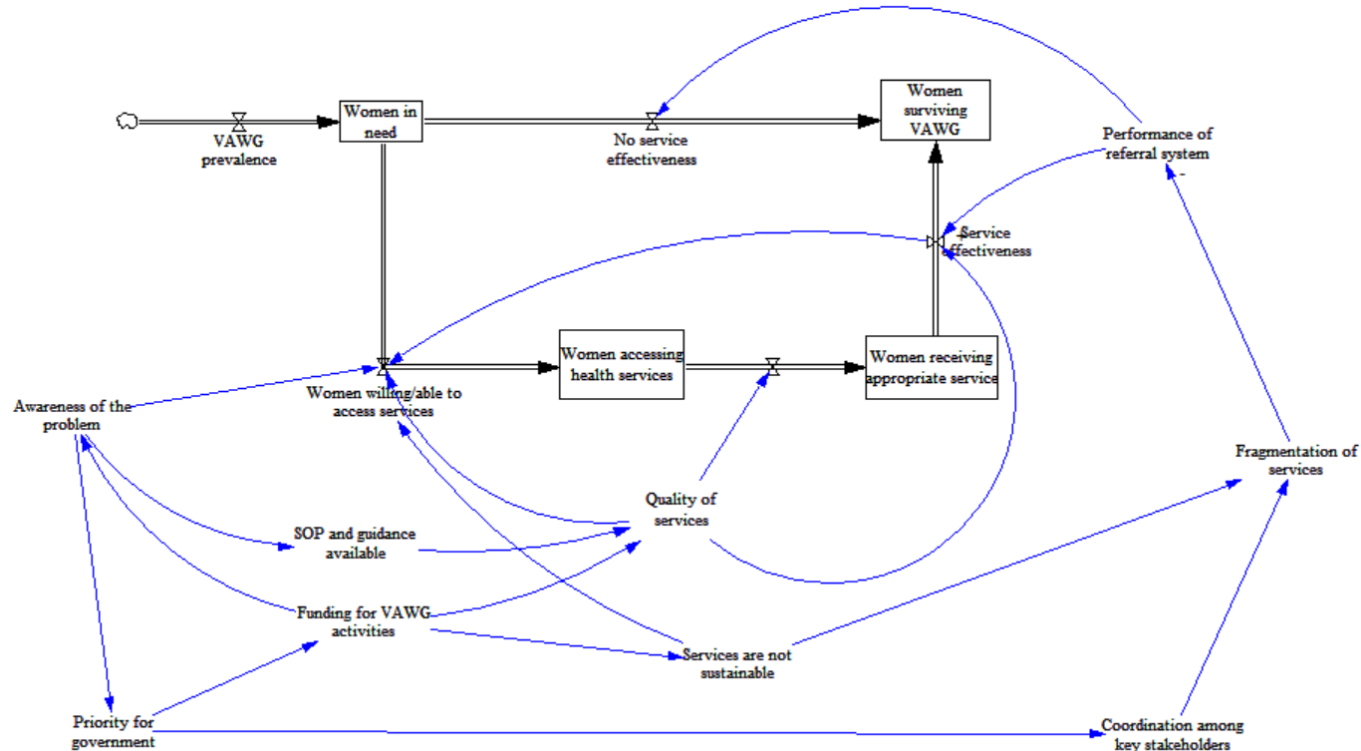 Women
surviving
VAWG
Women in
need
VAWG
prevalence
No service
effectiveness
Performance of
referral system
-
+
Service
effectiveness
Women accessing
health services
Women receiving
appropriate service
Women willing/able to
access services
Awareness of the
problem
Fragmentation of
services
Quality of
services
SOP and guidance
available
Funding for VAWG
activities
Services are not
sustainable
Priority for
government
Coordination among
key stakeholders